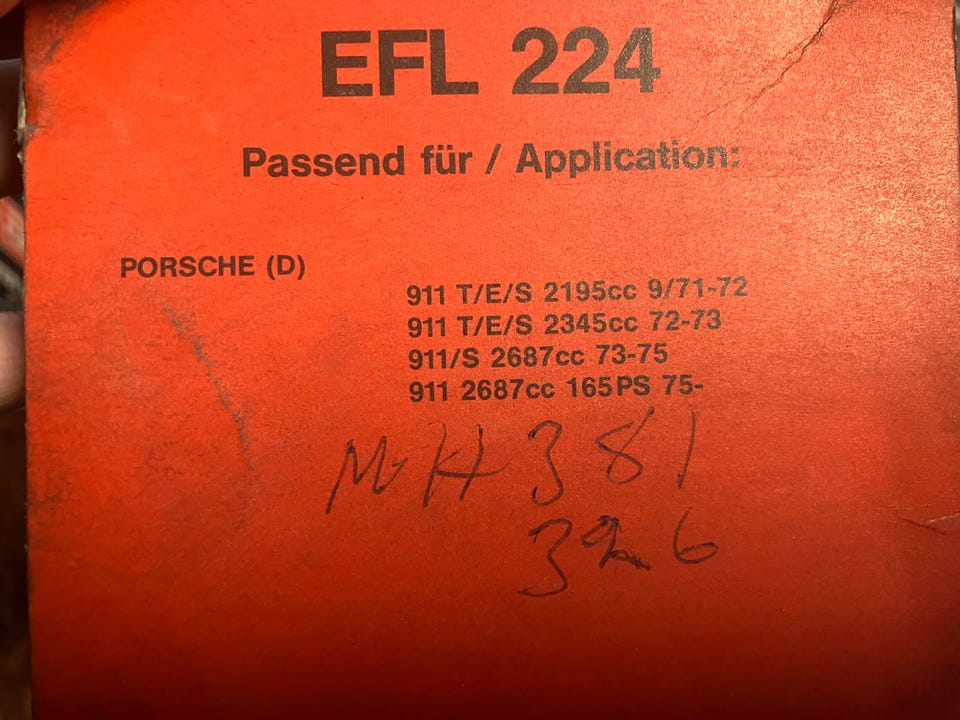 EFL 224
Passend für / Application:
PORSCHE (D)
911 T/E/S 2195cc 9/71-72
911 T/E/S 2345cc 72-73
911/S 2687cc 73-75
911 2687cc 165PS 75-
MH 381